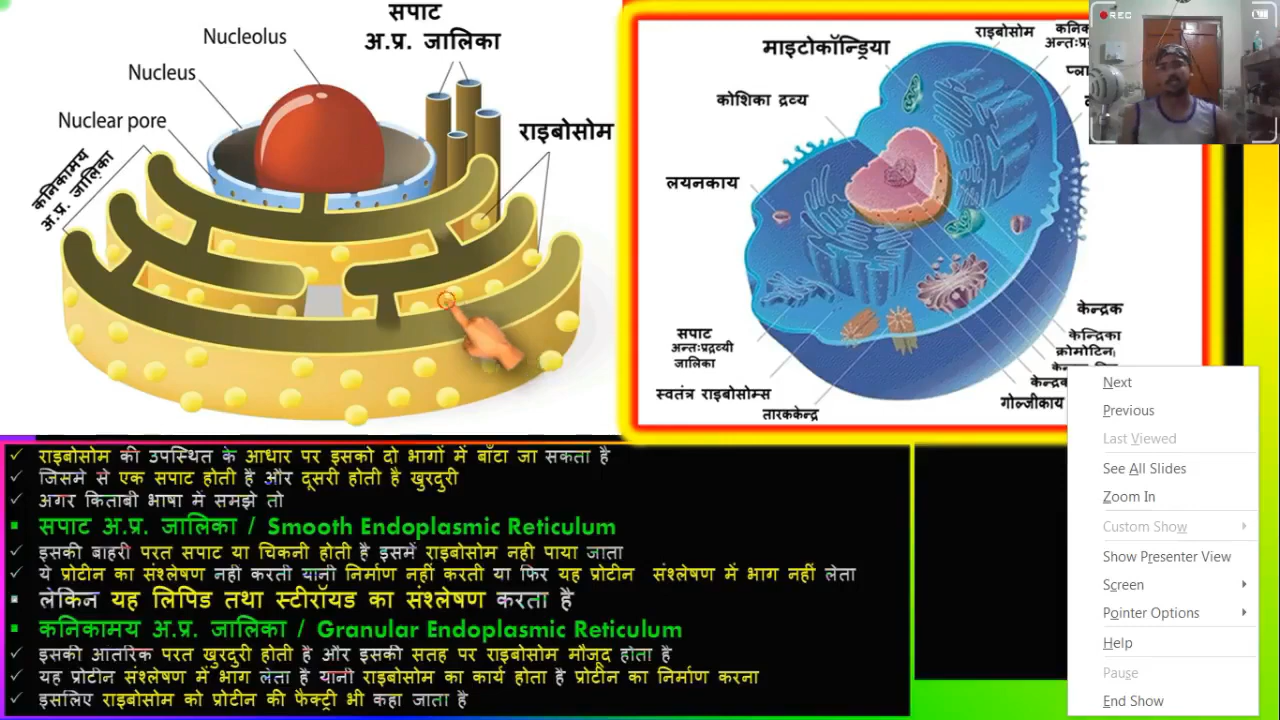 सपाट
अ.प्र. जालिका
Nucleolus
Nucleus
Nuclear pore
कनिकामय
अ.प्र. जालिका
राइबोसोम
माइटोकॉन्ड्रिया
राइबोसोम
कोशिका द्रव्य
लयनकाय
सपाट
अन्तःप्रद्रव्यी
जालिका
स्वतंत्र राइबोसोम्स
तारककेन्द्र
केन्द्रक
केन्द्रिका
क्रोमोटिन
गोल्जीकाय
REC
राइबोसोम की उपस्थित के आधार पर इसको दो भागों में बाँटा जा सकता है
जिसमे से एक सपाट होती है और दूसरी होती है खुरदुरी
अगर किताबी भाषा में समझे तो
सपाट अ.प्र. जालिका / Smooth Endoplasmic Reticulum
इसकी बाहरी परत सपाट या चिकनी होती है इसमें राइबोसोम नही पाया जाता
ये प्रोटीन का संश्लेषण नही करती यानी निर्माण नहीं करती या फिर यह प्रोटीन संश्लेषण में भाग नहीं लेता
लेकिन यह लिपिड तथा स्टीरॉयड का संश्लेषण करता है
कनिकामय अ.प्र. जालिका / Granular Endoplasmic Reticulum
इसकी आतरिक परत खुरदुरी होती है और इसकी सतह पर राइबोसोम मौजूद होता है
यह प्रोटीन संश्लेषण में भाग लेता है यानी राइबोसोम का कार्य होता है प्रोटीन का निर्माण करना
इसलिए राइबोसोम को प्रोटीन की फैक्ट्री भी कहा जाता है
Next
Previous
Last Viewed
See All Slides
Zoom In
Custom Show
Show Presenter View
Screen
Pointer Options
Help
Pause
End Show